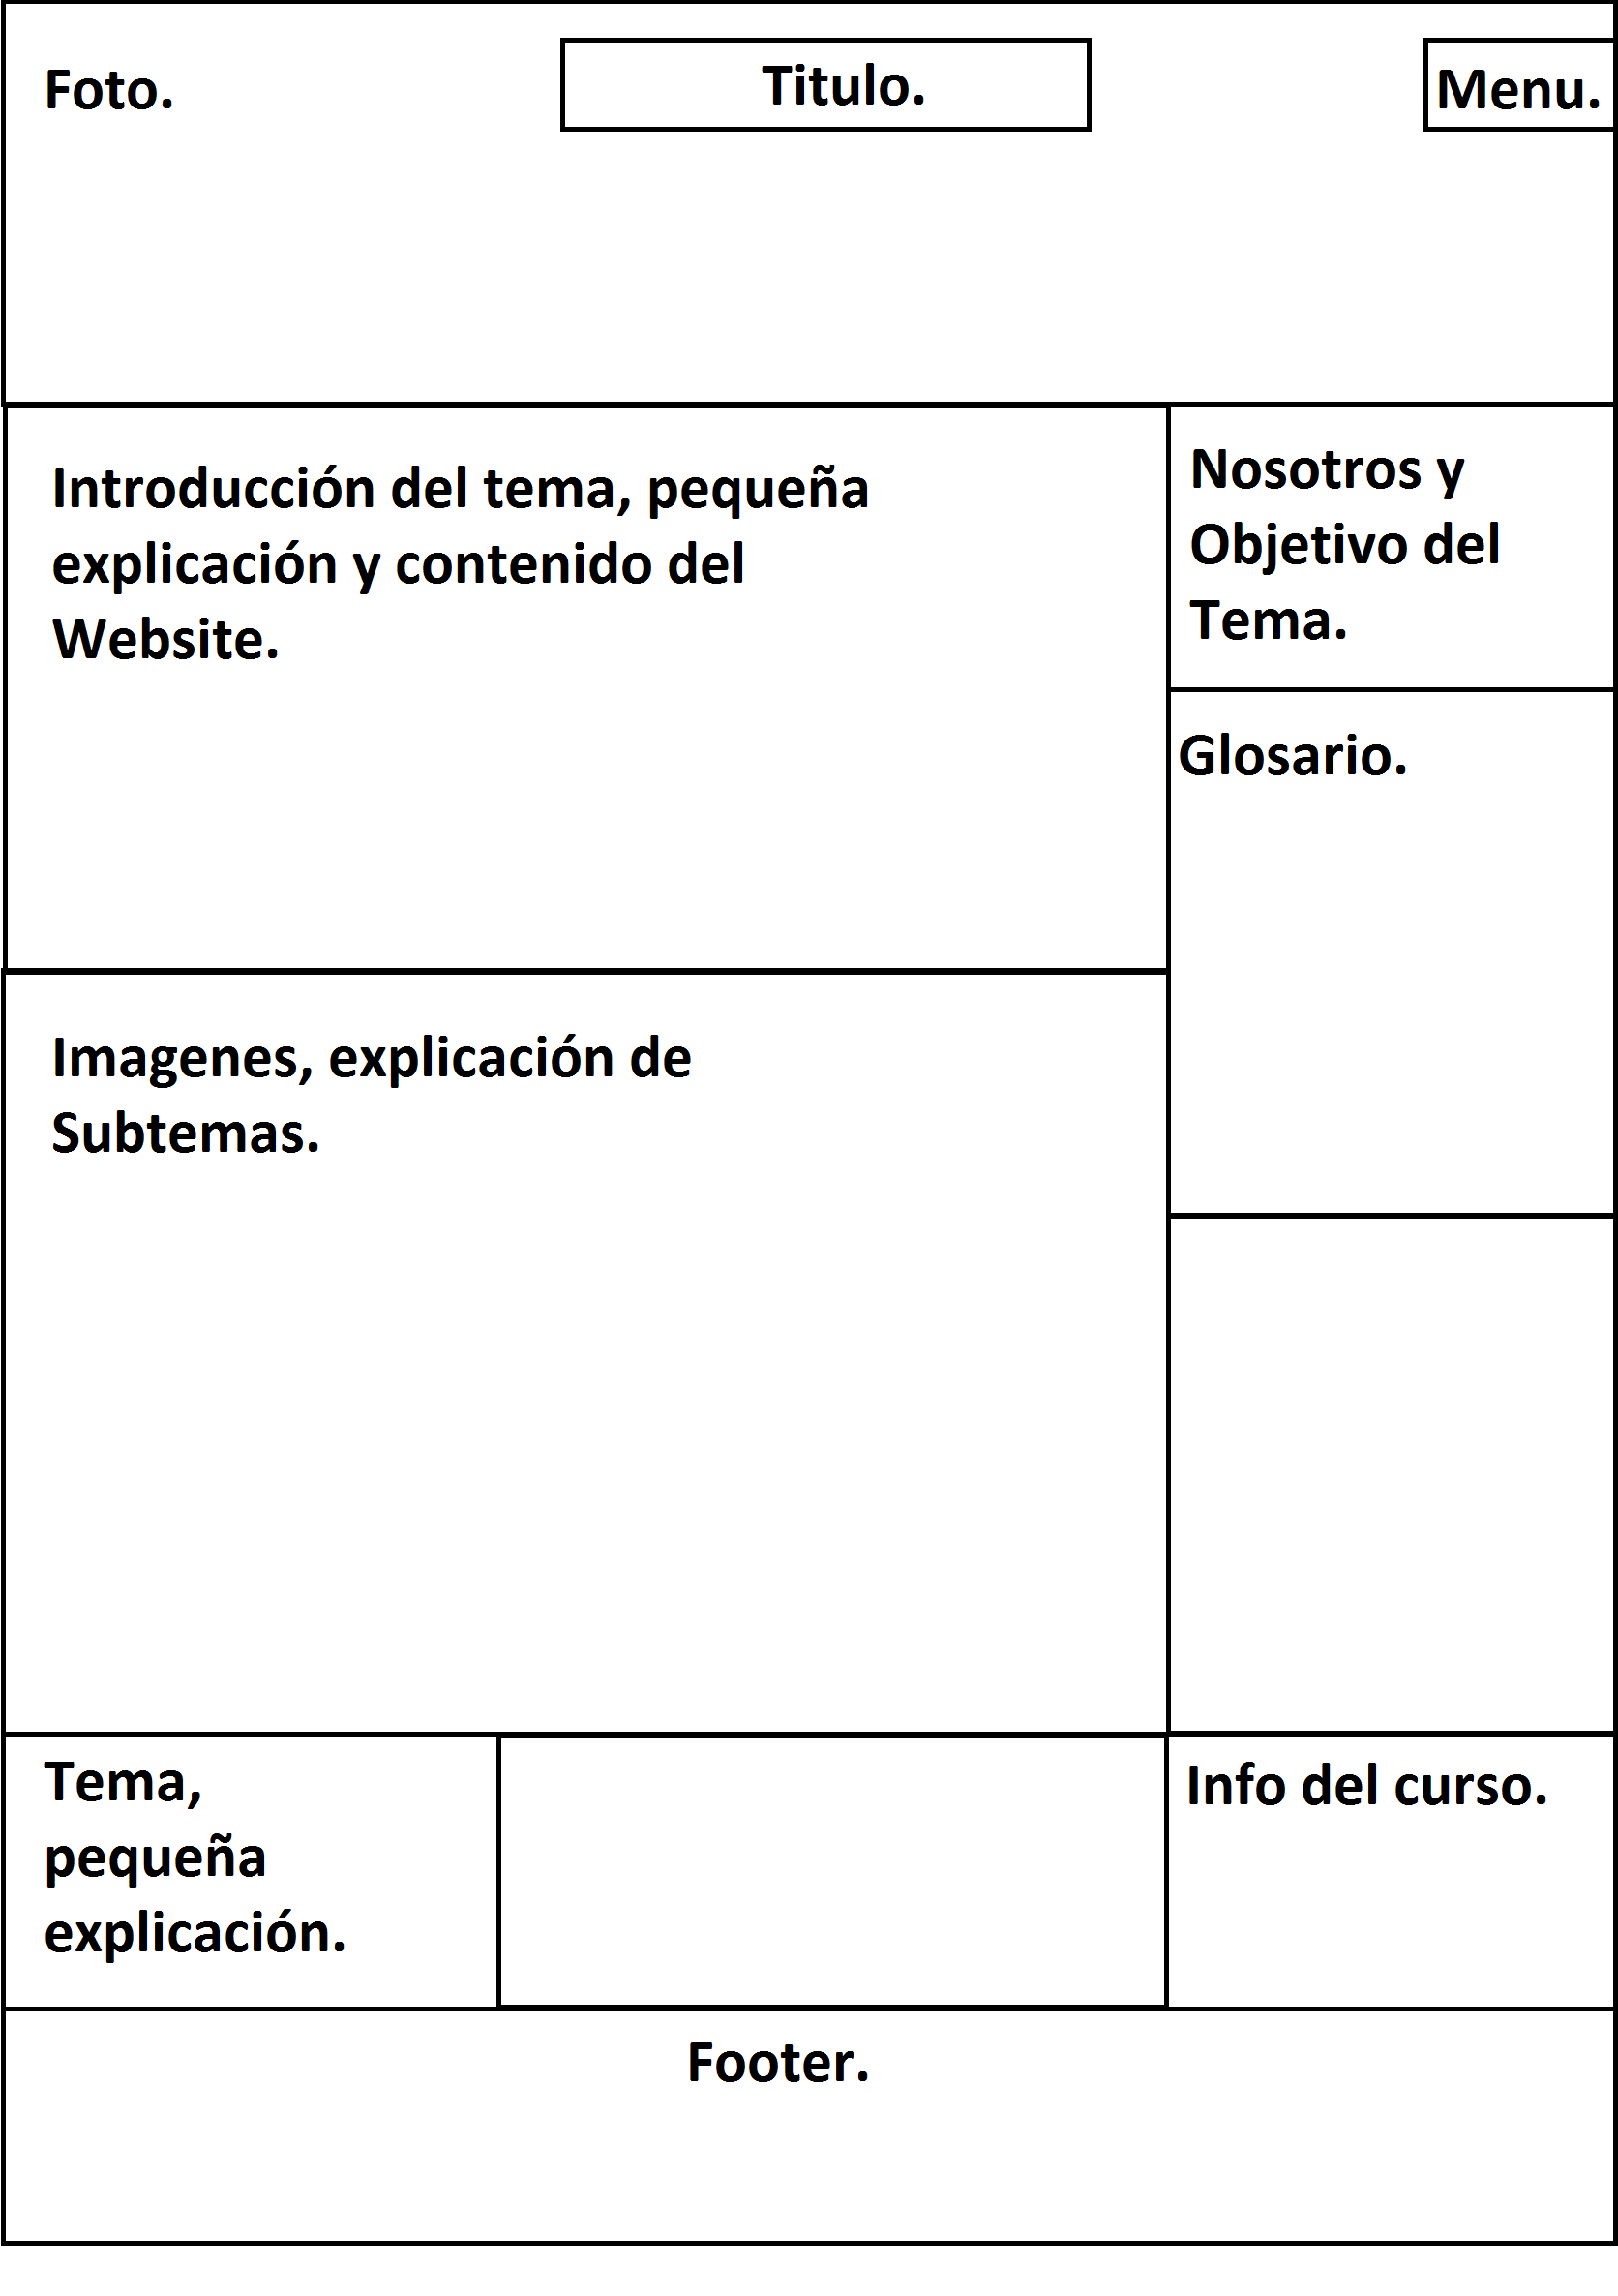 Foto.
Titulo.
Menu.
Introducción del tema, pequeña
explicación y contenido del
Website.
Nosotros y
Objetivo del
Tema.
Glosario.
Imagenes, explicación de
Subtemas.
Tema,
pequeña
explicación.
Info del curso.
Footer.